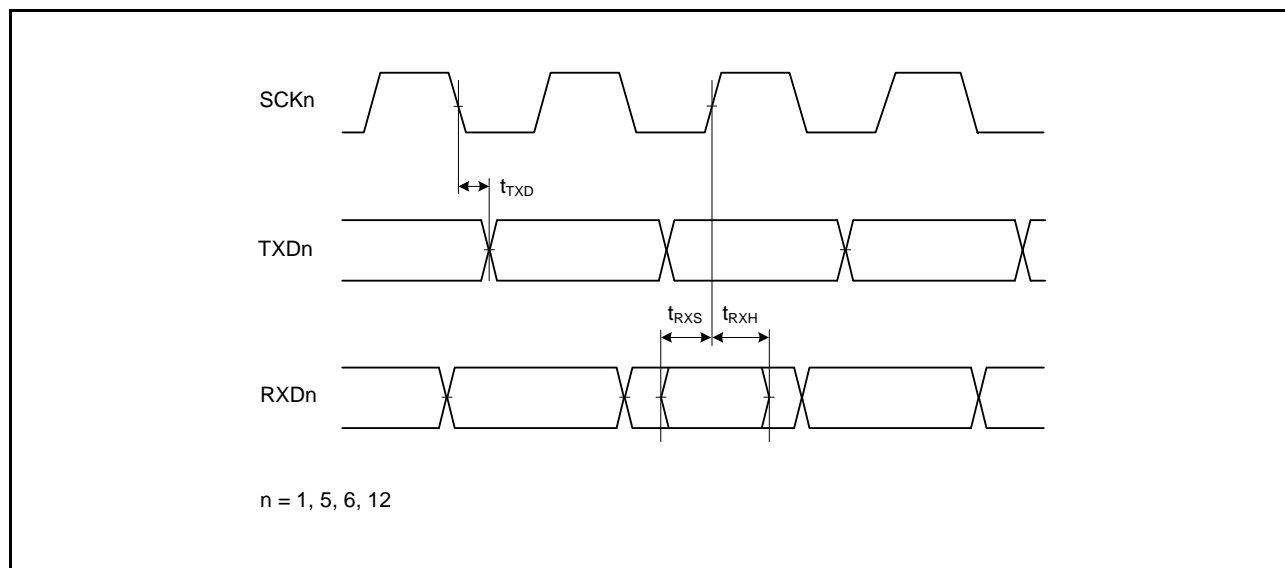 SCKn
tTXD
TXDn
tRXS tRXH
RXDn
n = 1, 5, 6, 12